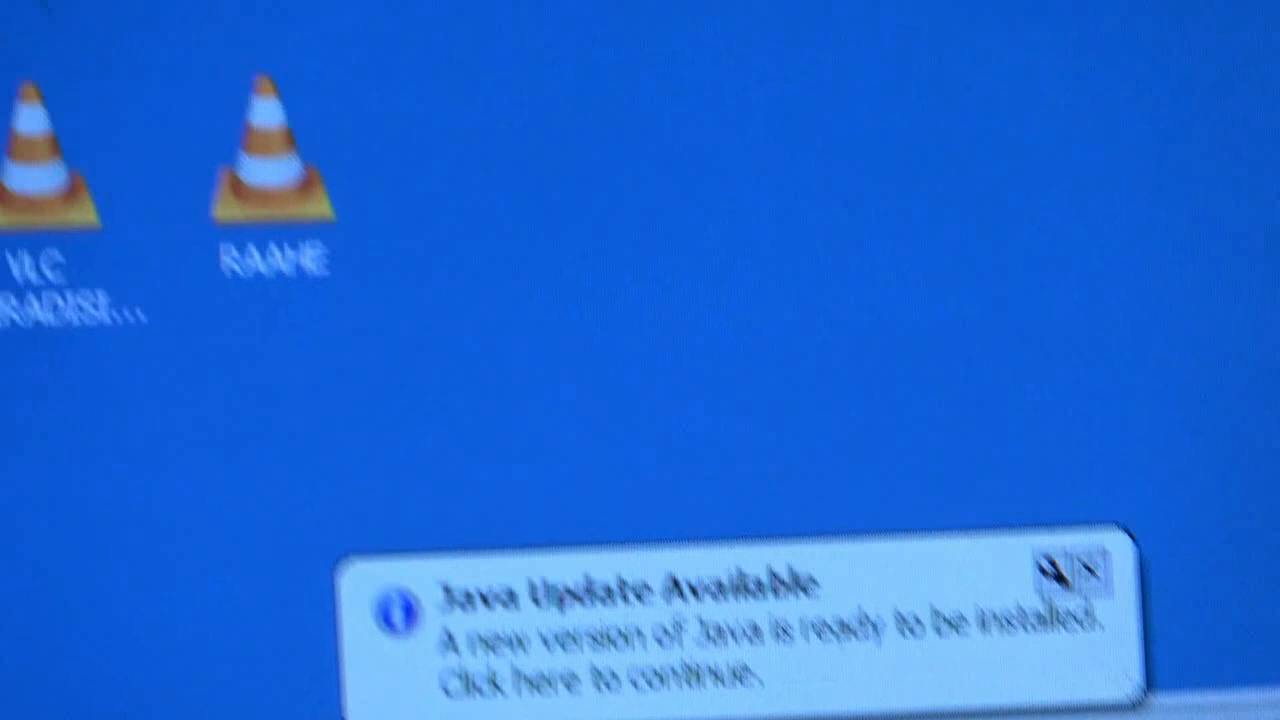 VLC
RAAHE
Java Update Available
A new version of Java is ready to be installed.
Click here to continue.